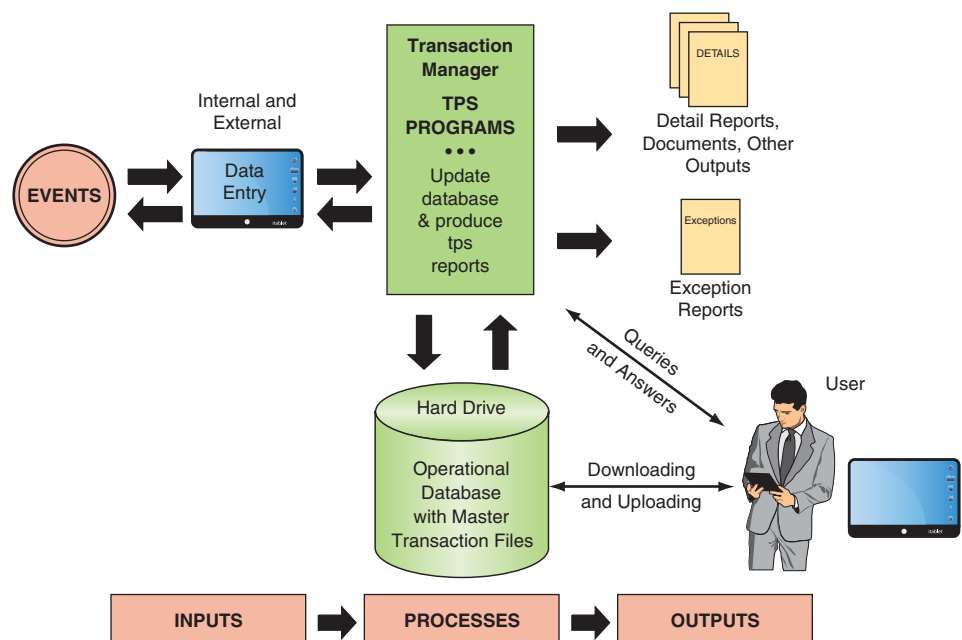 Transaction
Manager
TPS
PROGRAMS
•••
Update
database
& produce
tps
reports
Internal and
External
EVENTS
Data
Entry
itablet
DETAILS
Detail Reports,
Documents, Other
Outputs
Exceptions
Exception
Reports
Queries
and Answers
User
Hard Drive
Operational
Database
with Master
Transaction Files
Downloading
and Uploading
itablet
INPUTS
PROCESSES
OUTPUTS